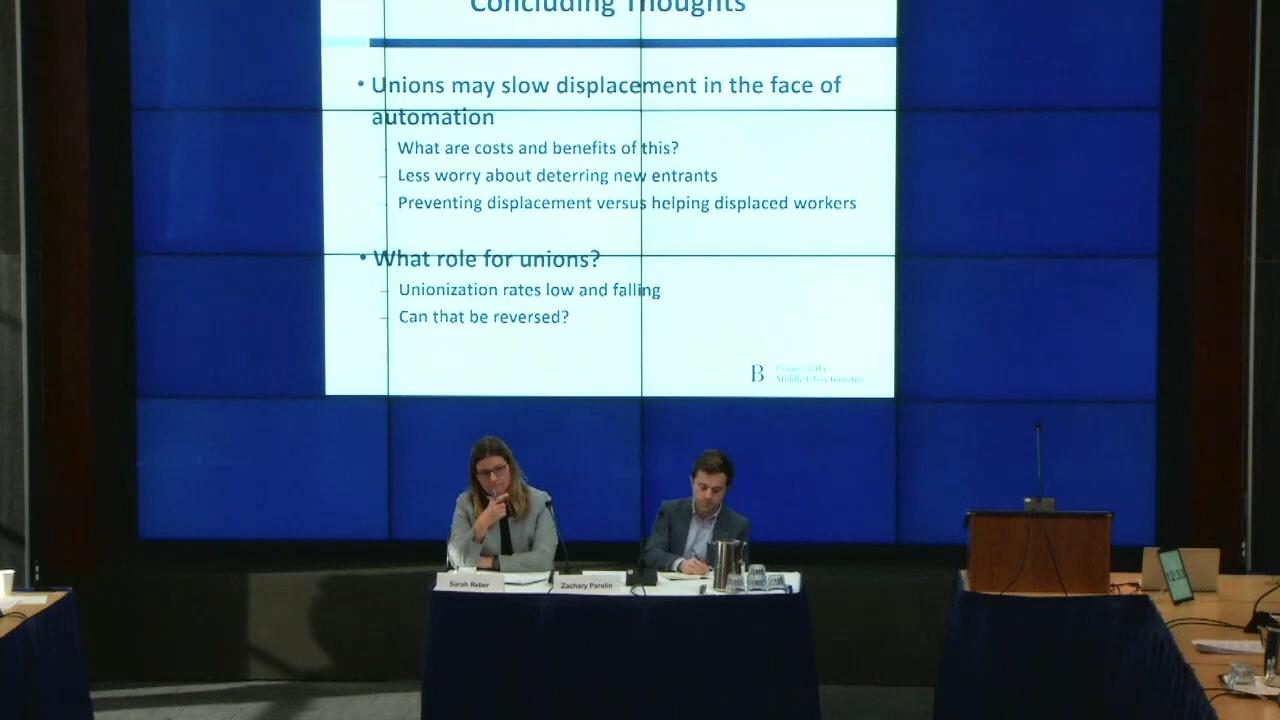 Concluding Thoughts
• Unions may slow displacement in the face of
automation
– What are costs and benefits of this?
– Less worry about deterring new entrants
– Preventing displacement versus helping displaced workers
• What role for unions?
– Unionization rates low and falling
– Can that be reversed?
B
Middle Class
Sarah Reber
Zachary Parolin